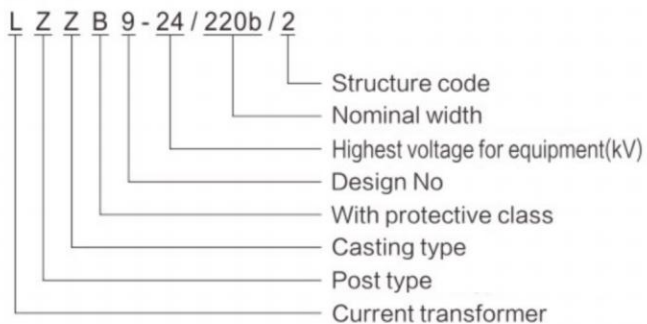 L Z Z B 9 - 24 / 220b / 2
Structure code
Nominal width
Highest voltage for equipment(kV)
Design No
With protective class
Casting type
Post type
Current transformer